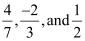 4/7, -2/3, and 1/2